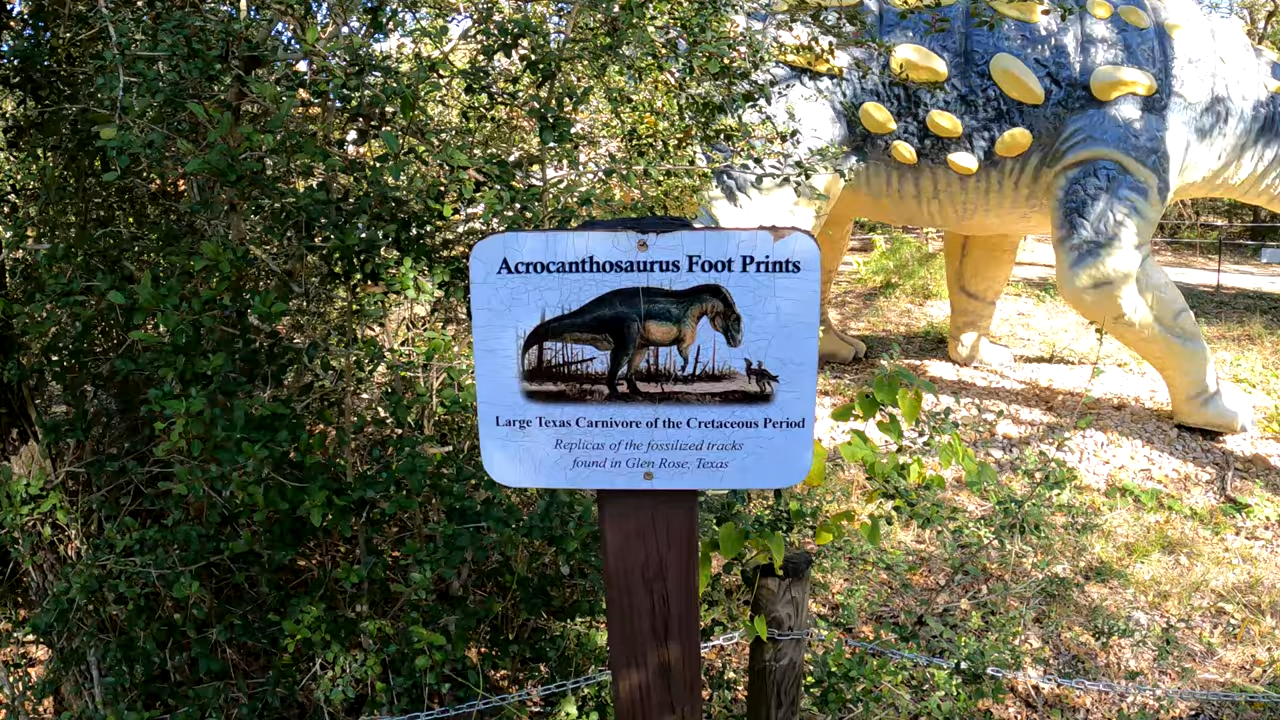 Acrocanthosaurus Foot Prints
Large Texas Carnivore of the Cretaceous Period
Replicas of the fossilized tracks
found in Glen Rose, Texas